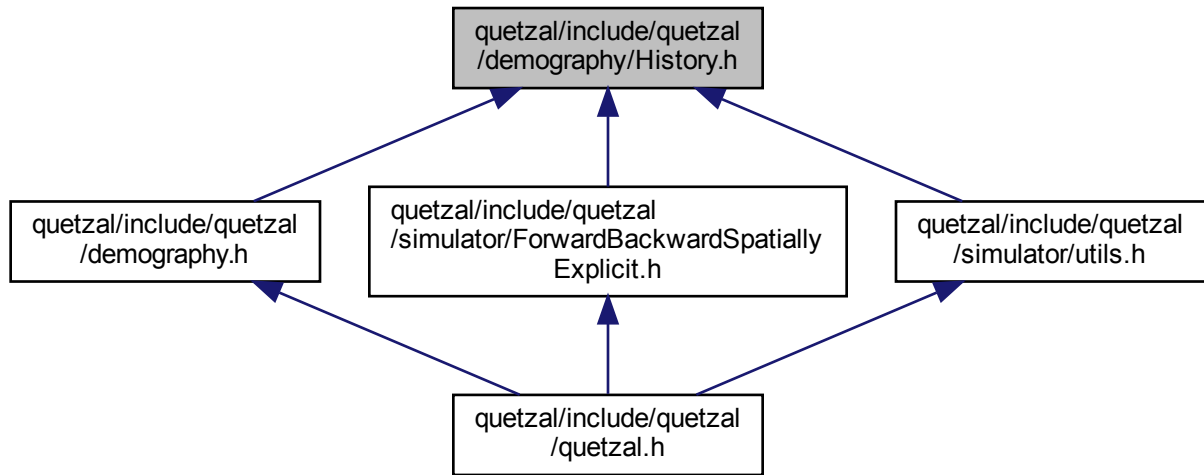 quetzal/include/quetzal
/demography/History.h
quetzal/include/quetzal
/demography.h
quetzal/include/quetzal
/simulator/ForwardBackwardSpatially
Explicit.h
quetzal/include/quetzal
/simulator/utils.h
quetzal/include/quetzal
/quetzal.h